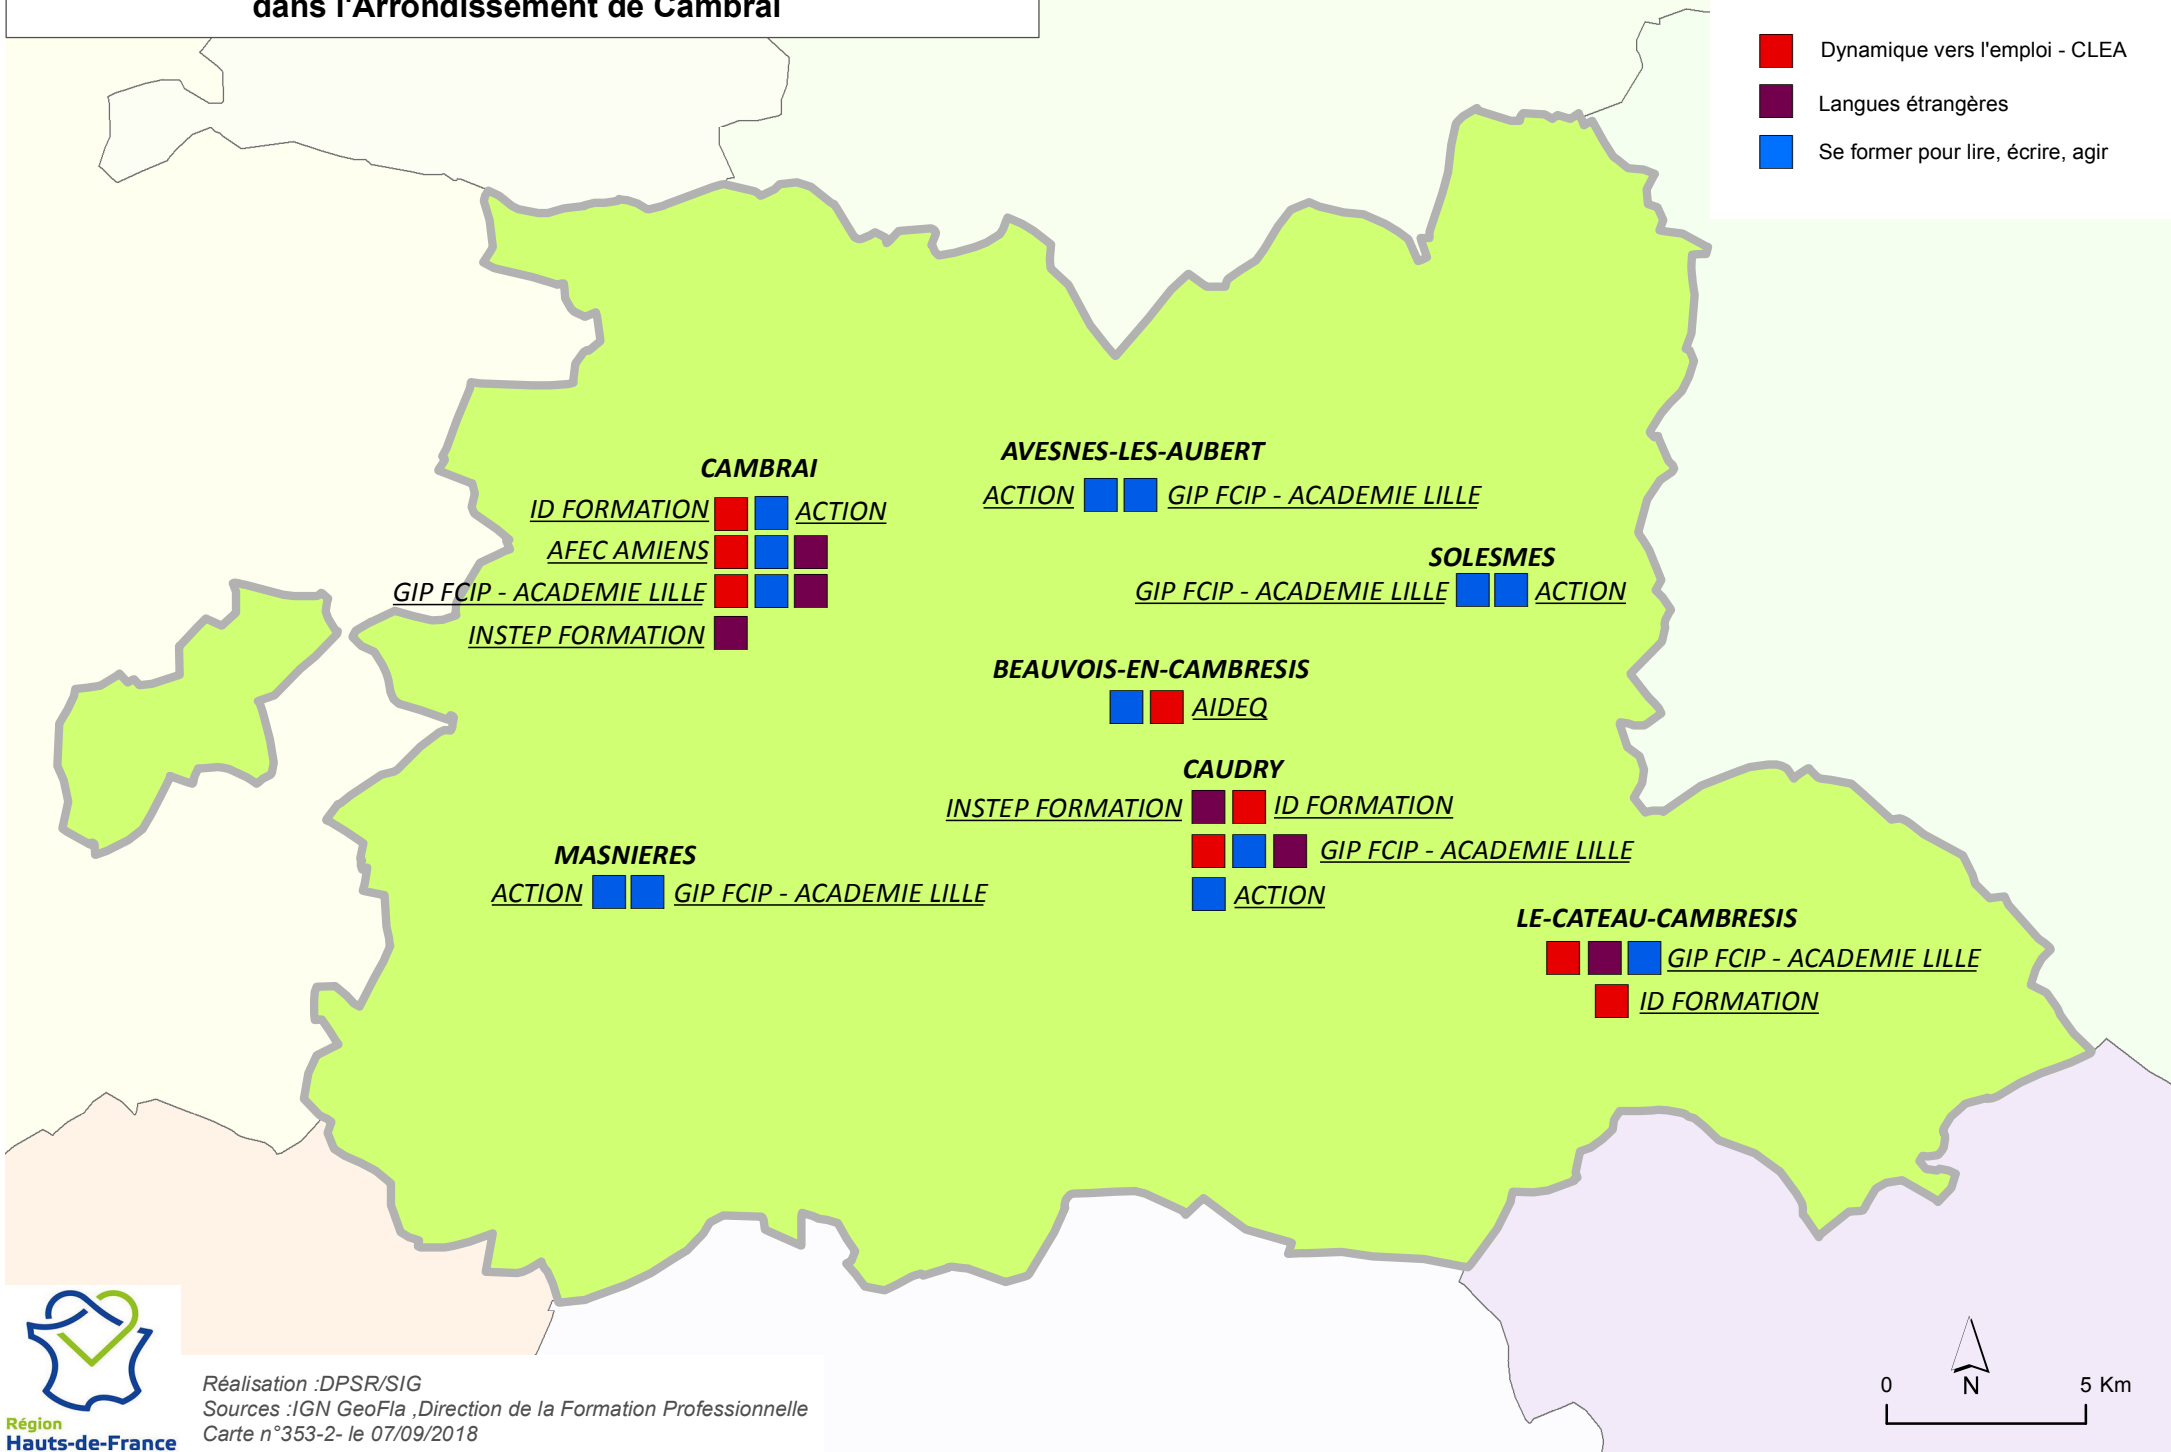 dans l'Arrondissement de Cambrai
Dynamique vers l'emploi - CLEA
Langues étrangères
Se former pour lire, écrire, agir
CAMBRAI
ID FORMATION
ACTION
AFEC AMIENS
GIP FCIP - ACADEMIE LILLE
INSTEP FORMATION
AVESNES-LES-AUBERT
ACTION
GIP FCIP - ACADEMIE LILLE
SOLESMES
GIP FCIP - ACADEMIE LILLE
ACTION
BEAUVOIS-EN-CAMBRESIS
AIDEQ
CAUDRY
INSTEP FORMATION
ID FORMATION
GIP FCIP - ACADEMIE LILLE
ACTION
MASNIERES
ACTION
GIP FCIP - ACADEMIE LILLE
LE-CATEAU-CAMBRESIS
GIP FCIP - ACADEMIE LILLE
ID FORMATION
Région
Hauts-de-France
Réalisation :DPSR/SIG
Sources :IGN GeoFla ,Direction de la Formation Professionnelle
Carte n°353-2- le 07/09/2018
N
0 5 Km